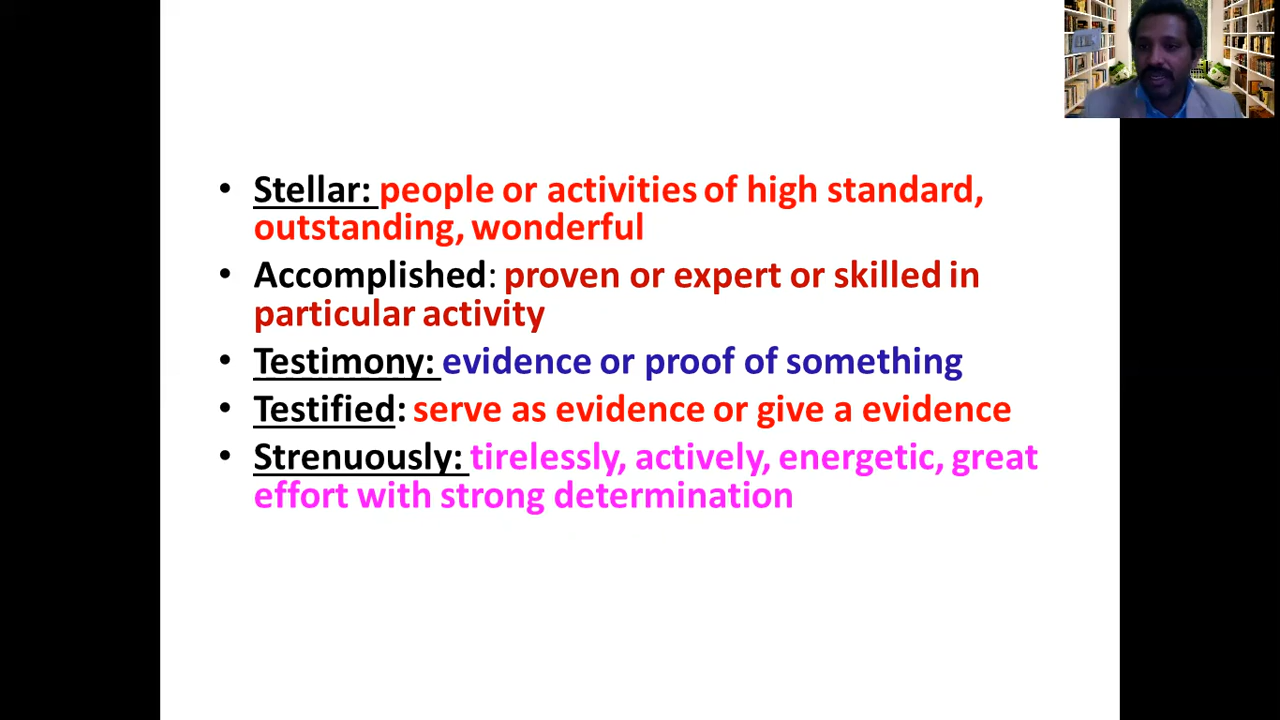 • Stellar: people or activities of high standard,
outstanding, wonderful
• Accomplished: proven or expert or skilled in
particular activity
• Testimony: evidence or proof of something
• Testified: serve as evidence or give a evidence
• Strenuously: tirelessly, actively, energetic, great
effort with strong determination